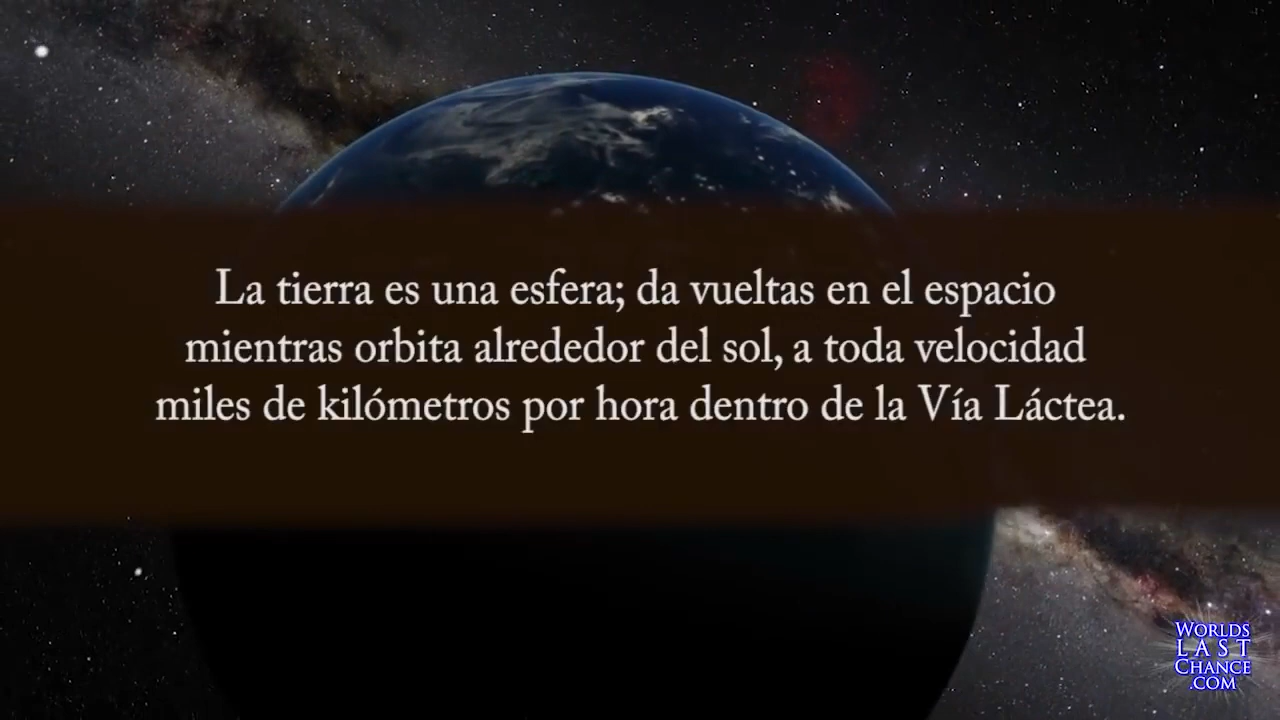 La tierra es una esfera; da vueltas en el espacio
mientras orbita alrededor del sol, a toda velocidad
miles de kilómetros por hora dentro de la Vía Láctea.
WORLDS
LAST
CHANCE
.COM